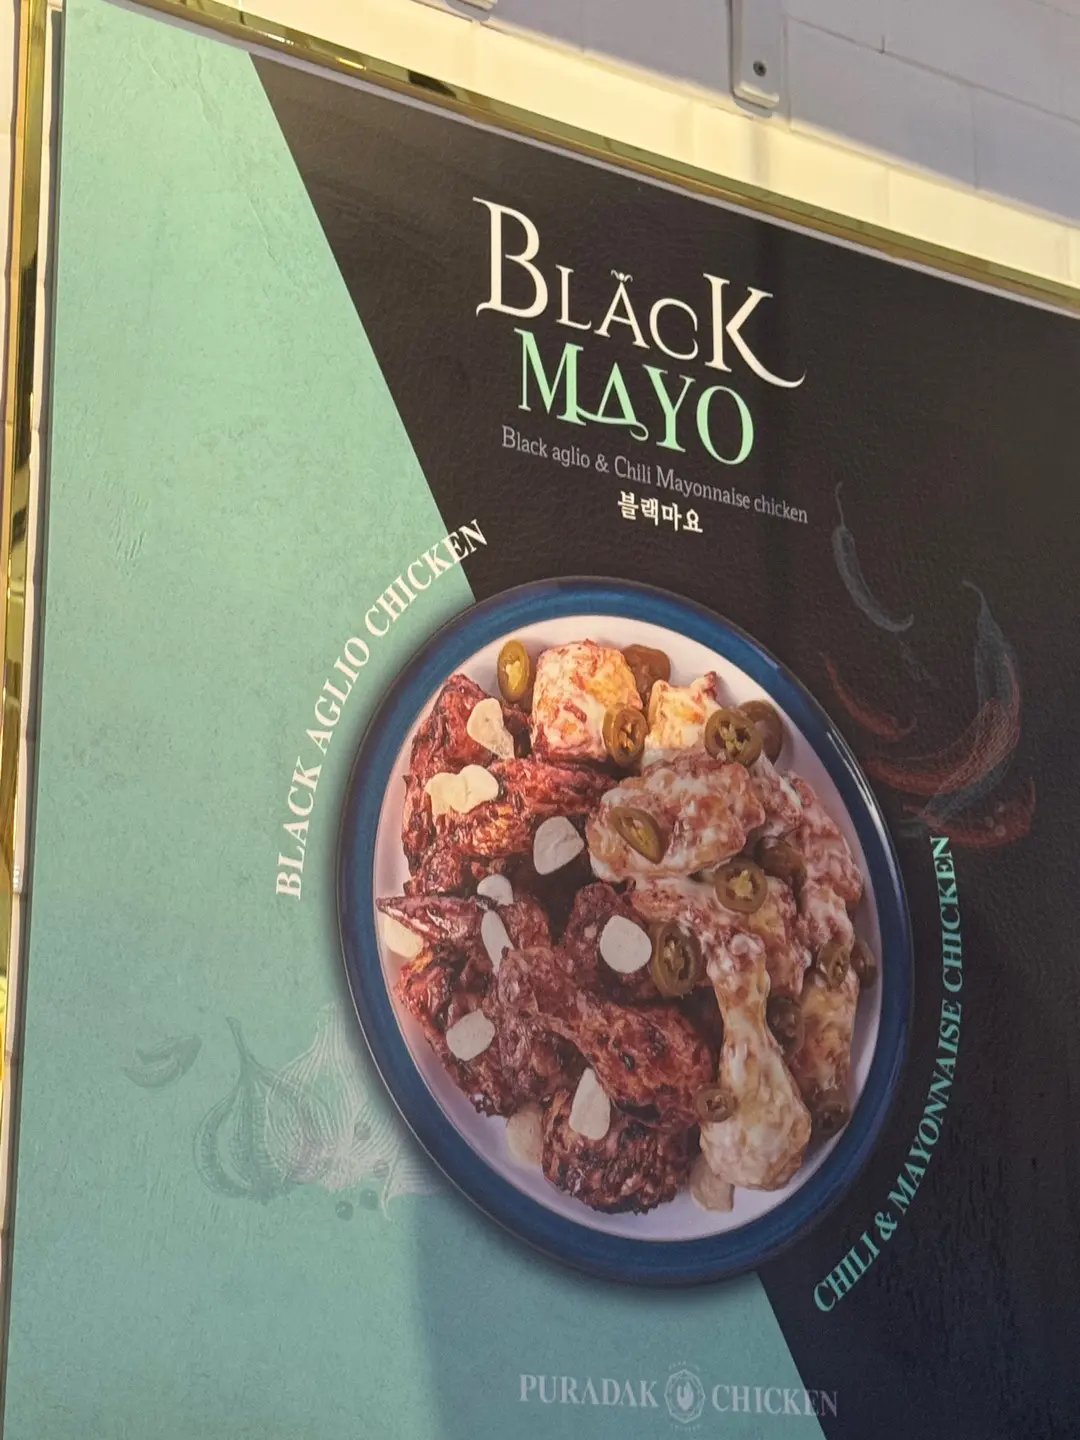 BLACK
MAYO
Black aglio & Chili Mayonnaise chicken
블랙마요
BLACK AGLIO CHICKEN
CHILI & MAYONNAISE CHICKEN
PURADAK CHICKEN